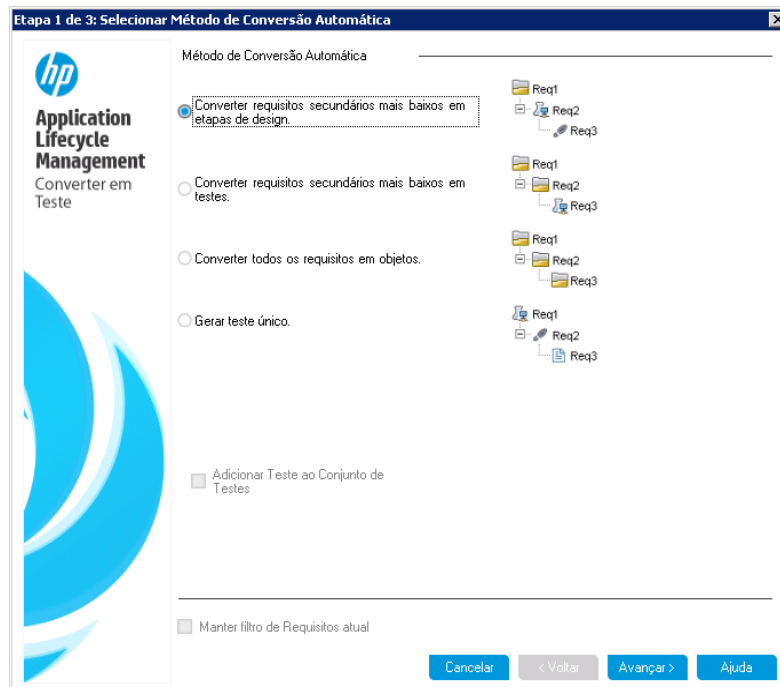 Etapa 1 de 3: Selecionar Método de Conversão Automática
hp
Application
Lifecycle
Management
Converter em
Teste
Método de Conversão Automática
Converter requisitos secundários mais baixos em
etapas de design.
Req1
Req2
Req3
Converter requisitos secundários mais baixos em
testes.
Req1
Req2
Req3
Converter todos os requisitos em objetos.
Req1
Req2
Req3
Gerar teste único.
Req1
Req2
Req3
Adicionar Teste ao Conjunto de
Testes
Manter filtro de Requisitos atual
Cancelar
< Voltar
Avançar >
Ajuda